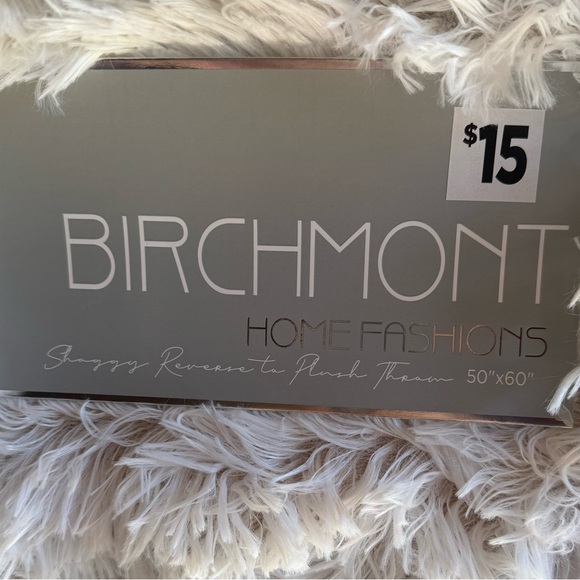 $15
BIRCHMONT
HOME FASHIONS
Shaggy Reverse to Plush Throw 50"x60"